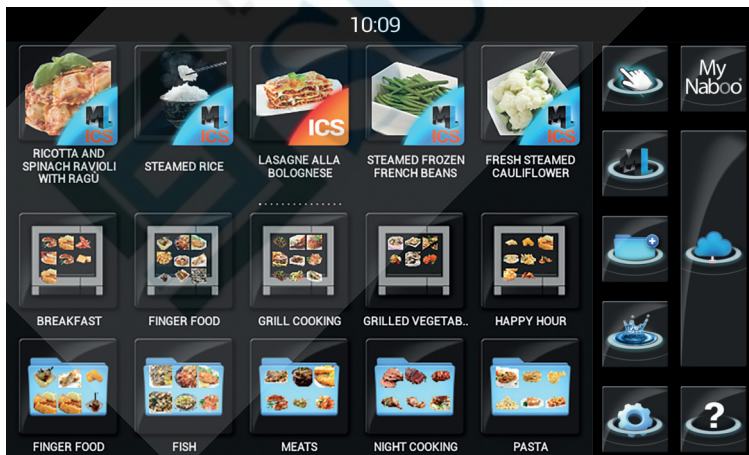 10:09
My
Naboo
RICOTTA AND
SPINACH RAVIOLI
WITH RAGÙ
STEAMED RICE
LASAGNE ALLA
BOLOGNESE
STEAMED FROZEN
FRENCH BEANS
FRESH STEAMED
CAULIFLOWER
ICS
ICS
ICS
ICS
ICS
BREAKFAST
FINGER FOOD
GRILL COOKING
GRILLED VEGETAB..
HAPPY HOUR
FINGER FOOD
FISH
MEATS
NIGHT COOKING
PASTA
?